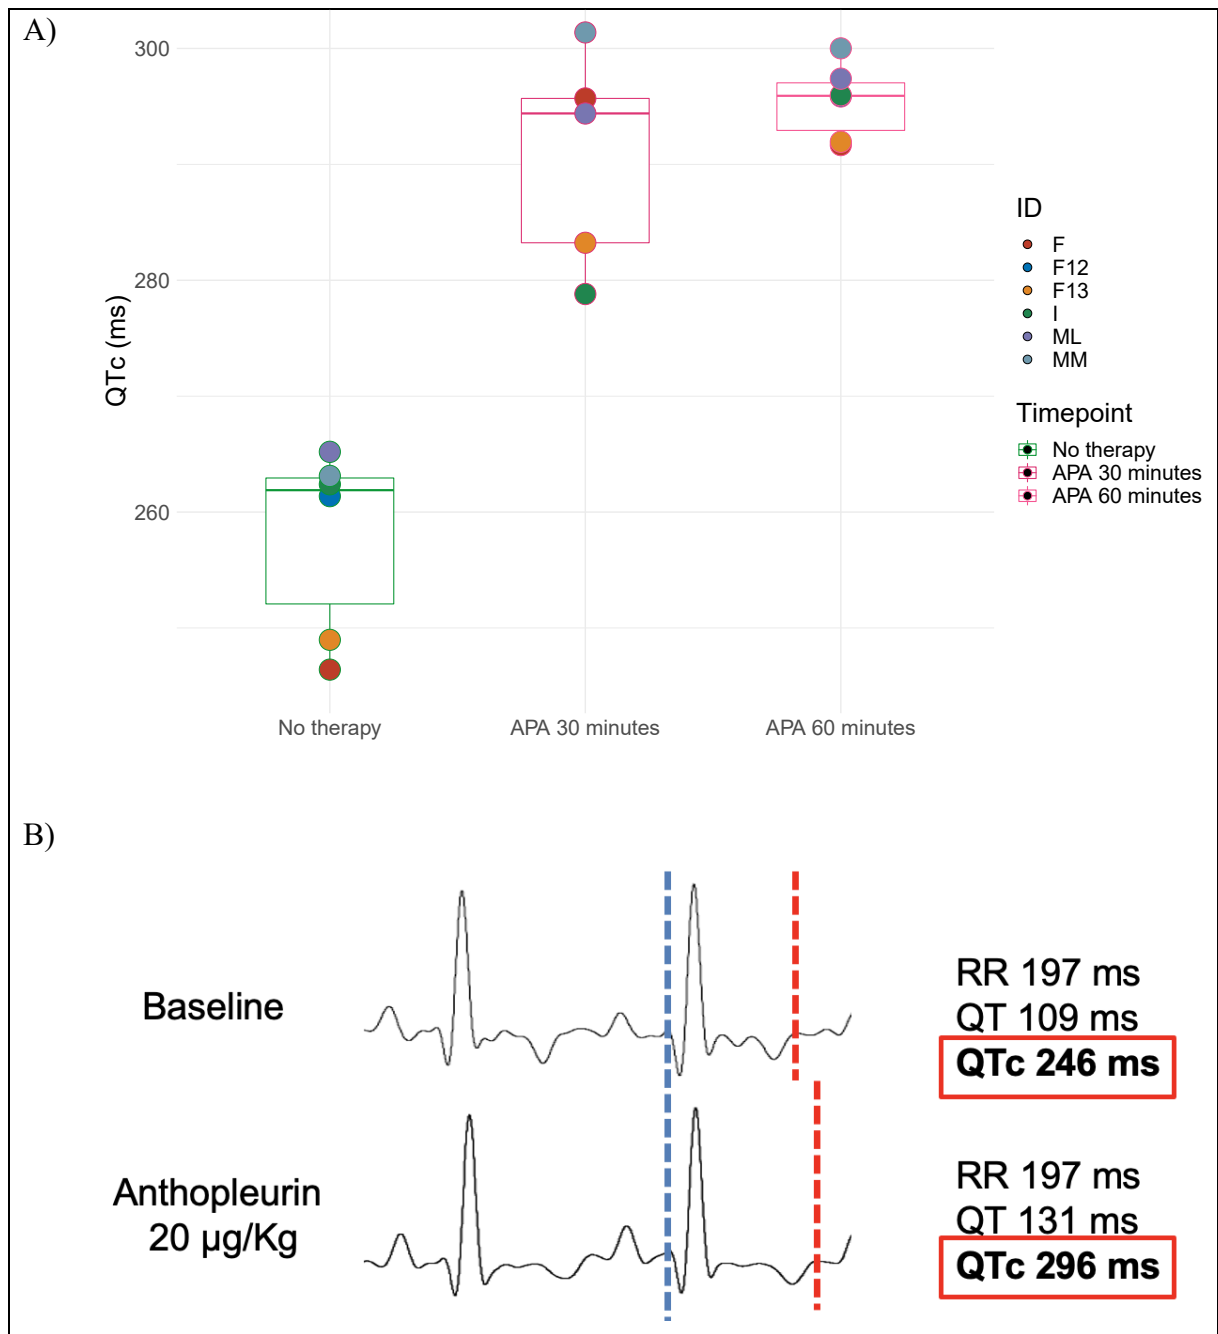 A)
300
280
260
QTc (ms)
No therapy
APA 30 minutes
APA 60 minutes
ID
F
F12
F13
I
ML
MM
Timepoint
No therapy
APA 30 minutes
APA 60 minutes
B)
Baseline
RR 197 ms
QT 109 ms
QTc 246 ms
Anthopleurin
20 µg/Kg
RR 197 ms
QT 131 ms
QTc 296 ms